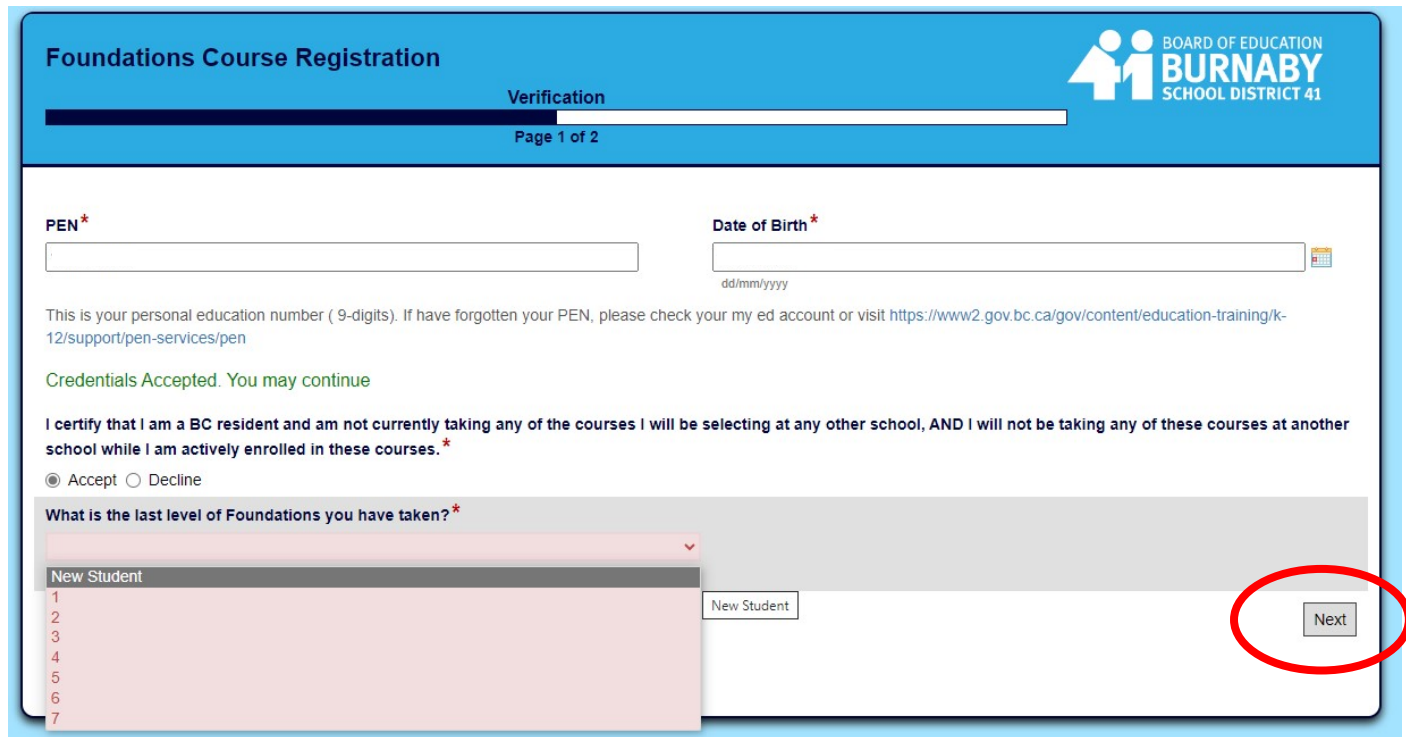 Foundations Course Registration
BOARD OF EDUCATION
BURNABY
SCHOOL DISTRICT 41
41
Verification
Page 1 of 2
PEN*
Date of Birth*
dd/mm/yyyy
This is your personal education number ( 9-digits). If have forgotten your PEN, please check your my ed account or visit https://www2.gov.bc.ca/gov/content/education-training/k-
12/support/pen-services/pen
Credentials Accepted. You may continue
I certify that I am a BC resident and am not currently taking any of the courses I will be selecting at any other school, AND I will not be taking any of these courses at another
school while I am actively enrolled in these courses. *
Accept Decline
What is the last level of Foundations you have taken?*
New Student
1
2
3
4
5
6
7
New Student
Next